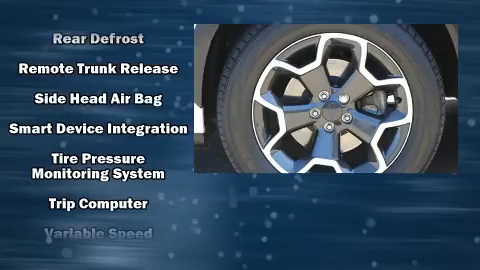 Rear Defrost
Remote Trunk Release
Side Head Air Bag
Smart Device Integration
Tire Pressure
Monitoring System
Trip Computer
Variable Speed